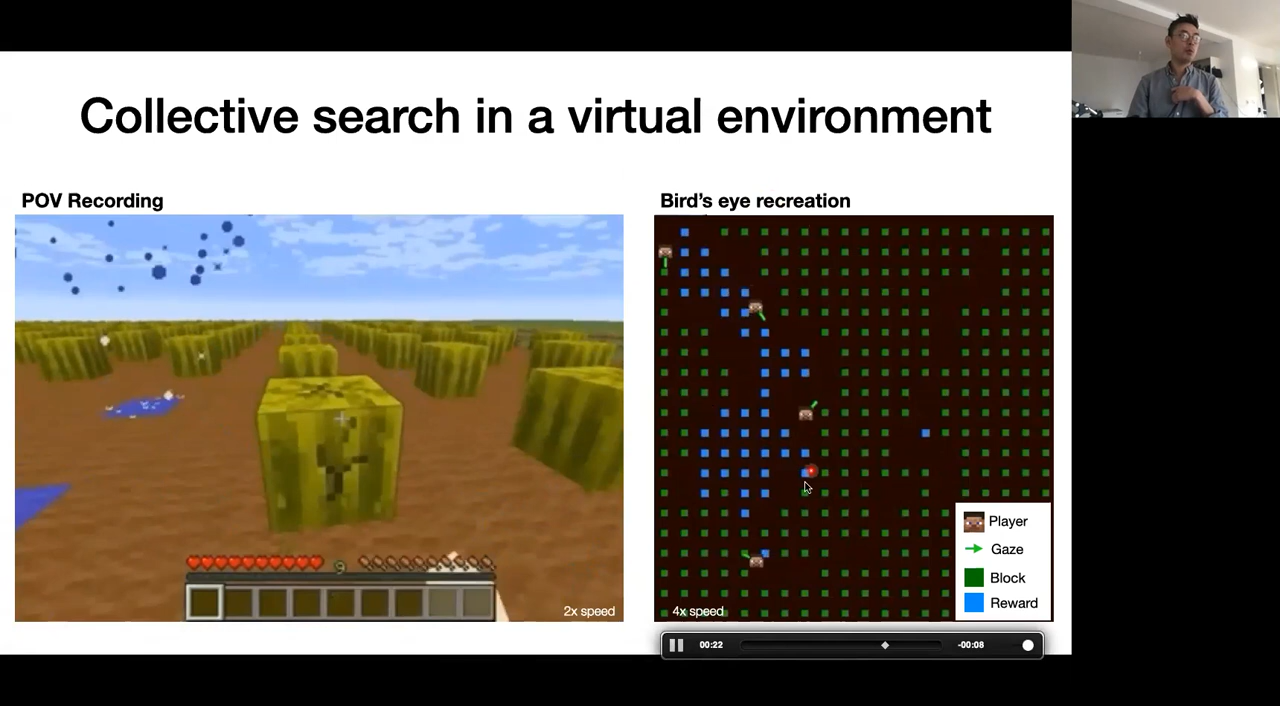 Collective search in a virtual environment
POV Recording
Bird's eye recreation
9
2x speed
4x speed
Player
Gaze
Block
Reward
00:22
-00:08